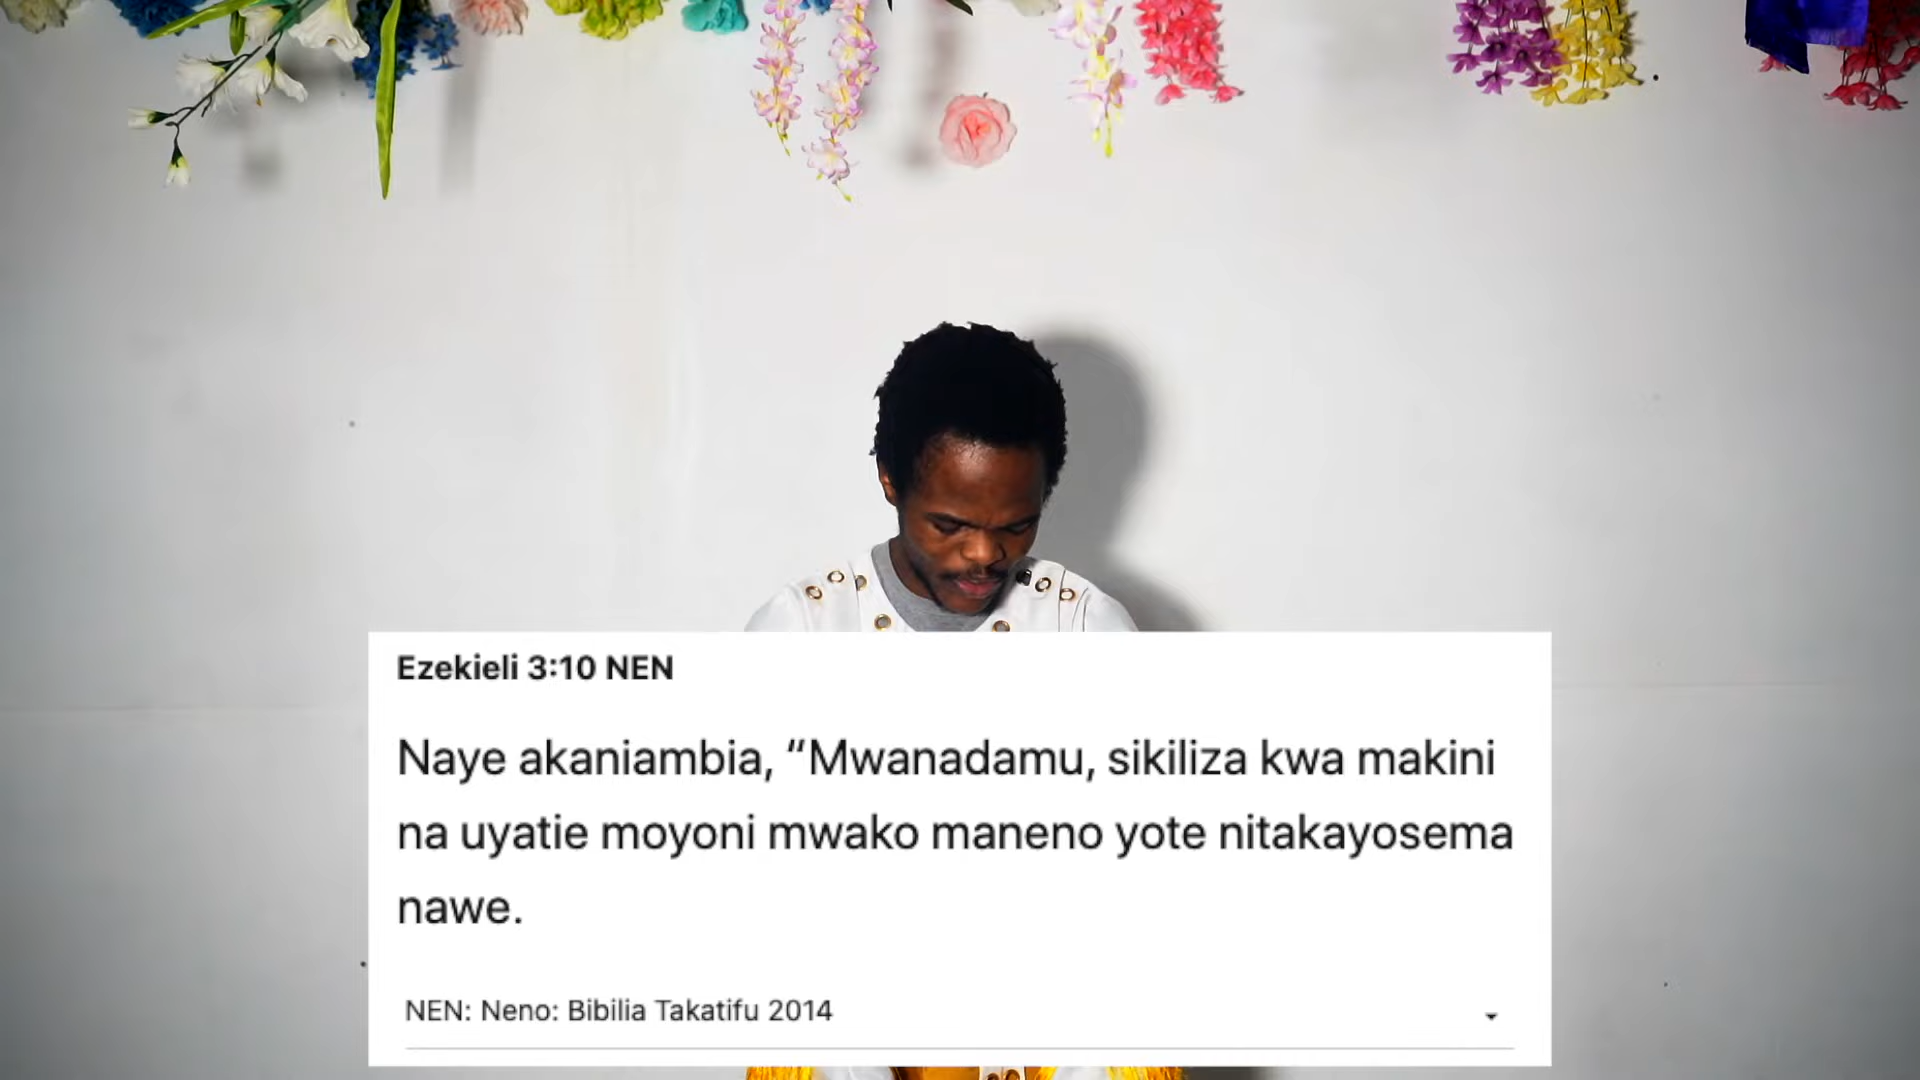 Ezekieli 3:10 NEN
Naye akaniambia, “Mwanadamu, sikiliza kwa makini
na uyatie moyoni mwako maneno yote nitakayosema
nawe.
NEN: Neno: Bibilia Takatifu 2014